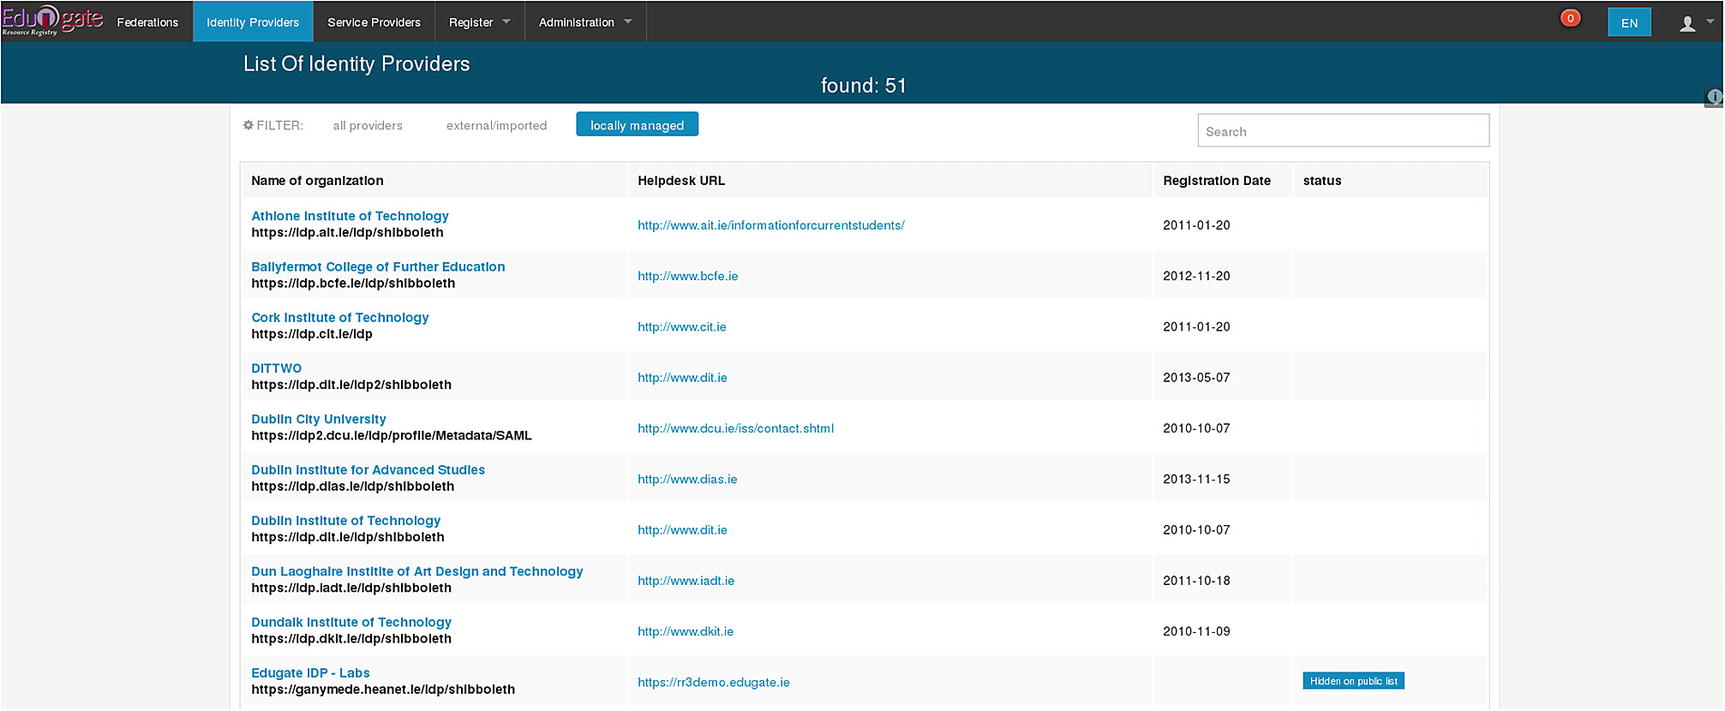 Edugate
Resource Registry
Federations
Identity Providers
Service Providers
Register
Administration
0
EN
List Of Identity Providers
found: 51
FILTER:
all providers
external/imported
locally managed
Search
Name of organization
Helpdesk URL
Registration Date
status
Athlone Institute of Technology
https://idp.ait.ie/idp/shibboleth
http://www.ait.ie/informationforcurrentstudents/
2011-01-20
Ballyfermot College of Further Education
https://idp.bcfe.ie/idp/shibboleth
http://www.bcfe.ie
2012-11-20
Cork Institute of Technology
https://idp.cit.ie/idp
http://www.cit.ie
2011-01-20
DITTWO
https://idp.dit.ie/idp2/shibboleth
http://www.dit.ie
2013-05-07
Dublin City University
https://idp2.dcu.ie/idp/profile/Metadata/SAML
http://www.dcu.ie/iss/contact.shtml
2010-10-07
Dublin Institute for Advanced Studies
https://idp.dias.ie/idp/shibboleth
http://www.dias.ie
2013-11-15
Dublin Institute of Technology
https://idp.dit.ie/idp/shibboleth
http://www.dit.ie
2010-10-07
Dun Laoghaire Institite of Art Design and Technology
https://idp.iadt.ie/idp/shibboleth
http://www.iadt.ie
2011-10-18
Dundalk Institute of Technology
https://idp.dkit.ie/idp/shibboleth
http://www.dkit.ie
2010-11-09
Edugate IDP - Labs
https://ganymede.heanet.ie/idp/shibboleth
https://rr3demo.edugate.ie
Hidden on public list